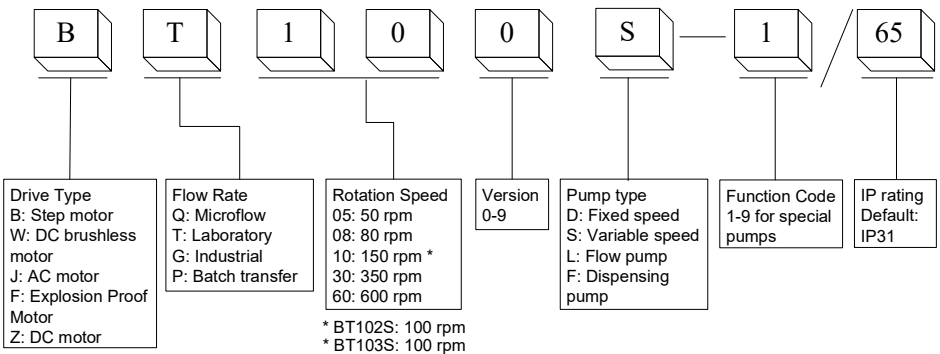 B T 1 0 0 S — 1 / 65
Drive Type
B: Step motor
W: DC brushless
motor
J: AC motor
F: Explosion Proof
Motor
Z: DC motor
Flow Rate
Q: Microflow
T: Laboratory
G: Industrial
P: Batch transfer
Rotation Speed
05: 50 rpm
08: 80 rpm
10: 150 rpm *
30: 350 rpm
60: 600 rpm
* BT102S: 100 rpm
* BT103S: 100 rpm
Version
0-9
Pump type
D: Fixed speed
S: Variable speed
L: Flow pump
F: Dispensing
pump
Function Code
1-9 for special
pumps
IP rating
Default:
IP31